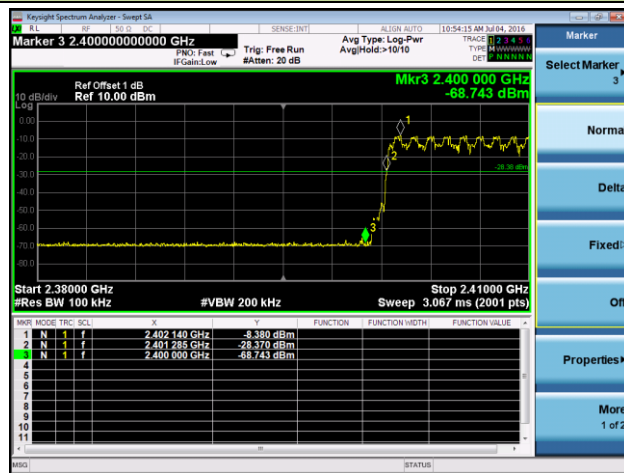 Keysight Spectrum Analyzer - Swept SA
RL RF 50 Ω DC SENSE:INT ALIGN AUTO 10:54:15 AM Jul 04, 2016
Marker 3 2.400000000000 GHz
PNO: Fast
IFGain:Low
Trig: Free Run
#Atten: 20 dB
Avg Type: Log-Pwr
Avg|Hold:>10/10
TRACE 1 2 3 4 5 6
TYPE M WWWWW
DET P NNNNN
Ref Offset 1 dB
Ref 10.00 dBm
10 dB/div
Log
Mkr3 2.400 000 GHz
-68.743 dBm
0.00
-10.0
-20.0
-30.0
-40.0
-50.0
-60.0
-70.0
-80.0
1
2
3
-28.38 dBm
Start 2.38000 GHz Stop 2.41000 GHz
#Res BW 100 kHz #VBW 200 kHz Sweep 3.067 ms (2001 pts)
MKR MODE TRC SCL X Y FUNCTION FUNCTION WIDTH FUNCTION VALUE
1 N 1 f 2.402 140 GHz -8.380 dBm
2 N 1 f 2.401 285 GHz -28.370 dBm
3 N 1 f 2.400 000 GHz -68.743 dBm
4
5
6
7
8
9
10
11
MSG STATUS
Marker
Select Marker
3
Norma
Delta
Fixed
Off
Properties
More
1 of 2